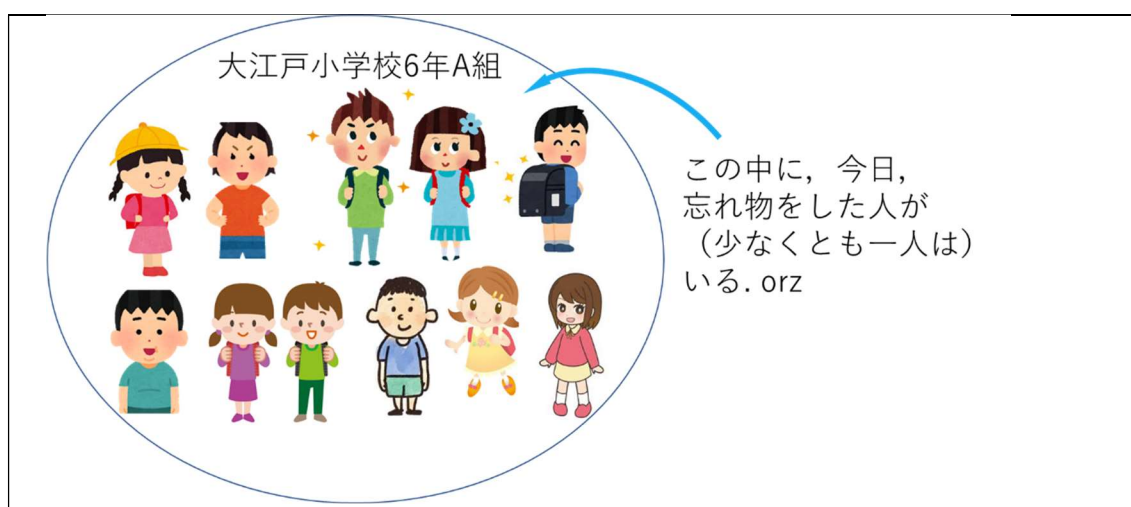 大江戸小学校6年A組
この中に，今日，
忘れ物をした人が
（少なくとも一人は）
いる. orz